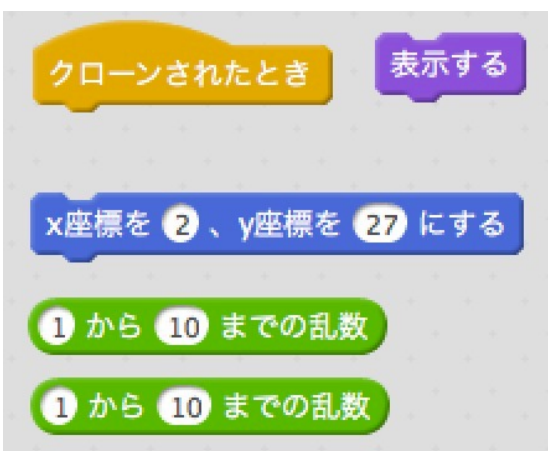 クローンされたとき
表示する
x座標を 2 、y座標を 27 にする
1 から 10 までの乱数
1 から 10 までの乱数